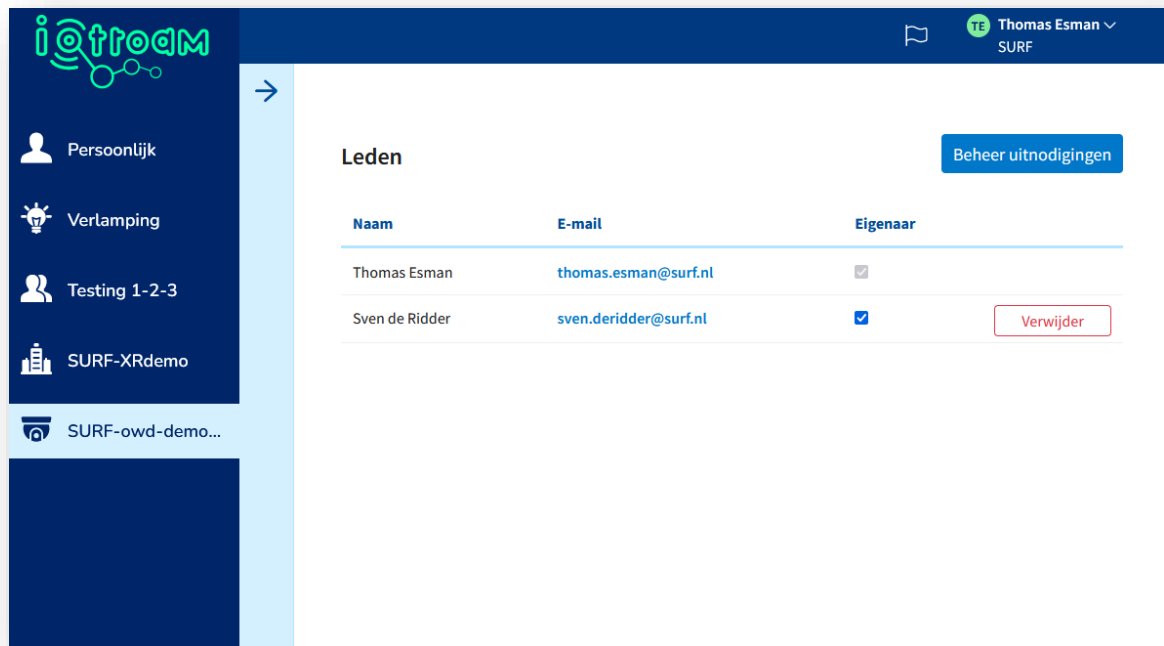 iotroam
TE Thomas Esman
SURF
Persoonlijk
Verlamping
Testing 1-2-3
SURF-XRdemo
SURF-owd-demo...
Leden
Beheer uitnodigingen
Naam E-mail Eigenaar
Thomas Esman thomas.esman@surf.nl
Sven de Ridder sven.deridder@surf.nl Verwijder